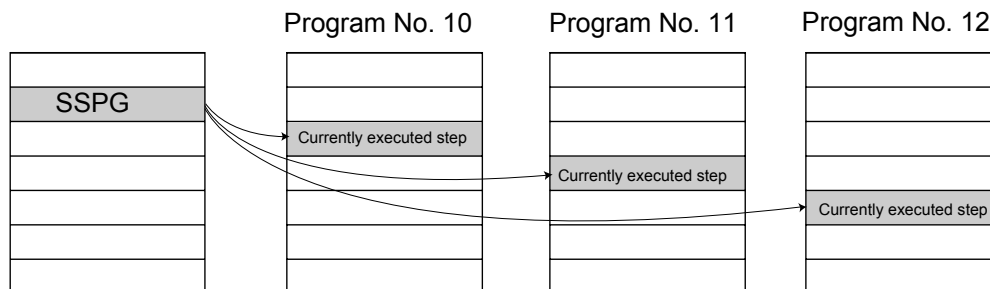 Program No. 10 Program No. 11 Program No. 12
SSPG
Currently executed step
Currently executed step
Currently executed step